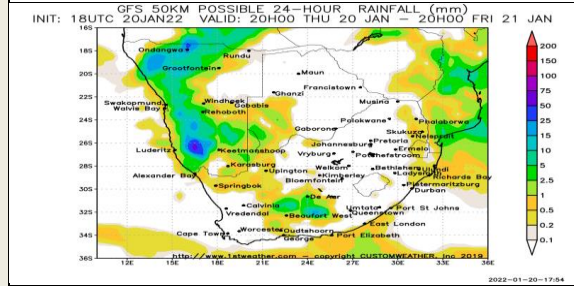 GFS 50KM POSSIBLE 24-HOUR RAINFALL (mm)
INIT: 18UTC 20JAN22 VALID: 20H00 THU 20 JAN - 20H00 FRI 21 JAN
16S
18S
20S
22S
24S
26S
28S
30S
32S
34S
36S
Ondangwa
Rundu
Grootfontein
Maun
Francistown
Ghanzi
Musina
Swakopmund
Walvis Bay
Windhoek
Gobabis
Rehoboth
Polokwane
Phalaborwa
Gaborone
Skukuza
Nelspruit
Pretoria
Johannesburg
Luderitz
Keetmanshoop
Vryburg
Potchefstroom
Ermelo
Karasburg
Upington
Welkom
Bethlehem
Ladysmith
Alexander Bay
Kimberley
Bloemfontein
Richards Bay
Springbok
Pietermaritzburg
Durban
De Aar
Calvinia
Vredendal
Beaufort West
Umtata
Queenstown
Port St Johns
East London
Worcester
Oudtshoorn
Cape Town
George
Port Elizabeth
http://www.1stweather.com - copyright CUSTOMWEATHER, Inc 2019
12E 15E 18E 21E 24E 27E 30E 33E 36E
200
150
100
75
50
25
15
10
5
2.5
1
0.5
0.2
0.1
2022-01-20-17:54